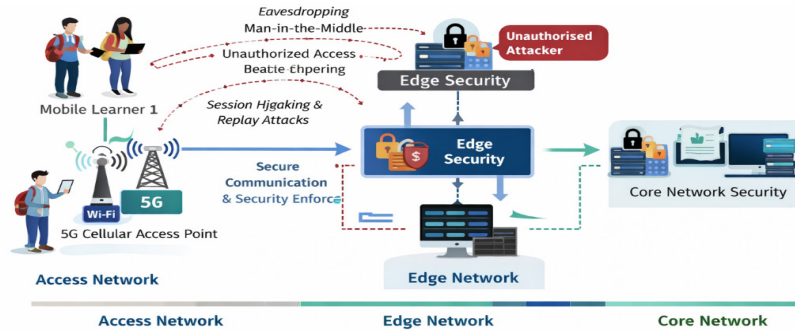 Eavesdropping
Man-in-the-Middle
Unauthorized Access
Beatte Ehpering
Unauthorised
Attacker
Edge Security
Mobile Learner 1
Session Hjgaking &
Replay Attacks
Edge
Security
$
Secure
Communication
& Security Enforce
Wi-Fi
5G
5G Cellular Access Point
Core Network Security
Access Network
Edge Network
Access Network
Edge Network
Core Network